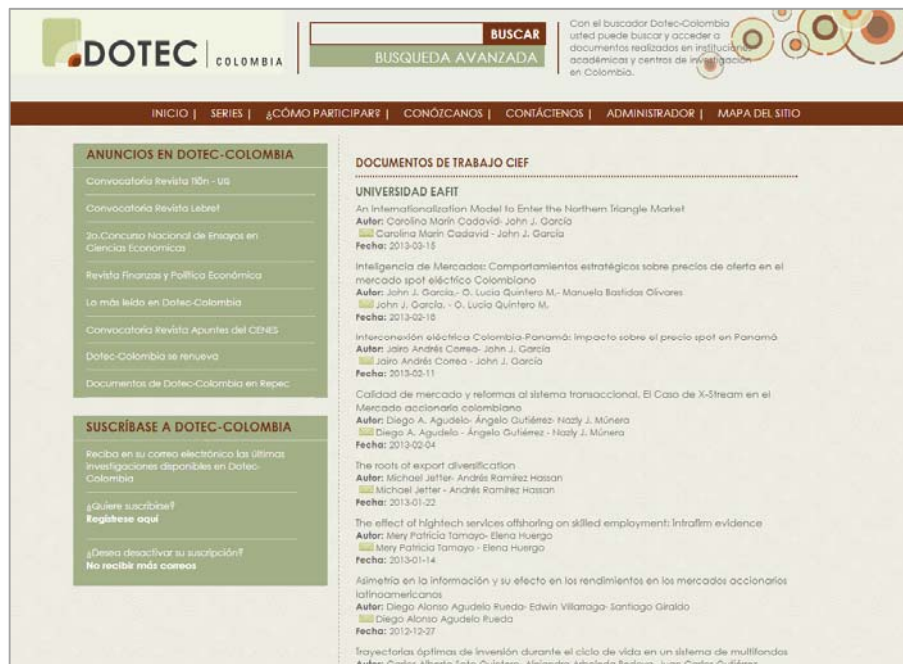 DOTEC | COLOMBIA
BUSCAR
BUSQUEDA AVANZADA
Con el buscador Dotec-Colombia
usted puede buscar y acceder a
documentos realizados en instituciones
académicas y centros de investigación
en Colombia.
INICIO | SERIES | ¿CÓMO PARTICIPAR? | CONÓZCANOS | CONTÁCTENOS | ADMINISTRADOR | MAPA DEL SITIO
ANUNCIOS EN DOTEC-COLOMBIA
Convocatoria Revista Tlön - UG
Convocatoria Revista Lebret
2o.Concurso Nacional de Ensayos en
Ciencias Economicas
Revista Finanzas y Política Económica
Lo más leído en Dotec-Colombia
Convocatoria Revista Apuntes del CENES
Dotec-Colombia se renueva
Documentos de Dotec-Colombia en Repec
SUSCRÍBASE A DOTEC-COLOMBIA
Reciba en su correo electrónico las últimas
investigaciones disponibles en Dotec-
Colombia
¿Quiere suscribise?
Regístrese aquí
¿Desea desactivar su suscripción?
No recibir más correos
DOCUMENTOS DE TRABAJO CIEF
UNIVERSIDAD EAFIT
An Internationalization Model to Enter the Northern Triangle Market
Autor: Carolina Marín Cadavid- John J. García
Carolina Marín Cadavid - John J. García
Fecha: 2013-03-15
Inteligencia de Mercados: Comportamientos estratégicos sobre precios de oferta en el
mercado spot eléctrico Colombiano
Autor: John J. García,- O. Lucia Quintero M.- Manuela Bastidas Olivares
John J. García, - O. Lucia Quintero M.
Fecha: 2013-02-18
Interconexión eléctrica Colombia-Panamá: impacto sobre el precio spot en Panamá
Autor: Jairo Andrés Correa- John J. García
Jairo Andrés Correa - John J. García
Fecha: 2013-02-11
Calidad de mercado y reformas al sistema transaccional. El Caso de X-Stream en el
Mercado accionario colombiano
Autor: Diego A. Agudelo- Ángelo Gutiérrez- Nazly J. Múnera
Diego A. Agudelo - Ángelo Gutiérrez - Nazly J. Múnera
Fecha: 2013-02-04
The roots of export diversification
Autor: Michael Jetter- Andrés Ramírez Hassan
Michael Jetter - Andrés Ramírez Hassan
Fecha: 2013-01-22
The effect of hightech services offshoring on skilled employment: Intrafirm evidence
Autor: Mery Patricia Tamayo- Elena Huergo
Mery Patricia Tamayo - Elena Huergo
Fecha: 2013-01-14
Asimetría en la información y su efecto en los rendimientos en los mercados accionarios
latinoamericanos
Autor: Diego Alonso Agudelo Rueda- Edwin Villarraga- Santiago Giraldo
Diego Alonso Agudelo Rueda
Fecha: 2012-12-27
Trayectorias óptimas de inversión durante el ciclo de vida en un sistema de multifondos